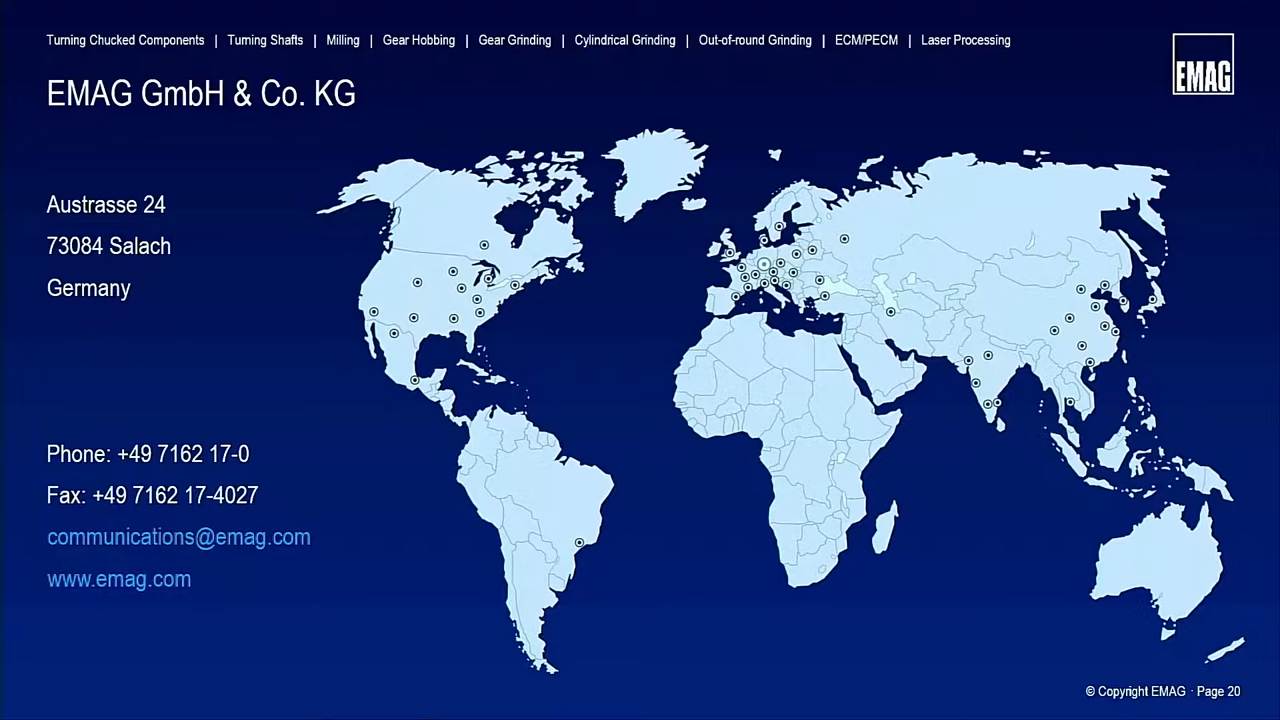 Turning Chucked Components | Turning Shafts | Milling | Gear Hobbing | Gear Grinding | Cylindrical Grinding | Out-of-round Grinding | ECM/PECM | Laser Processing
EMAG
EMAG GmbH & Co. KG
Austrasse 24
73084 Salach
Germany
Phone: +49 7162 17-0
Fax: +49 7162 17-4027
communications@emag.com
www.emag.com
© Copyright EMAG · Page 20